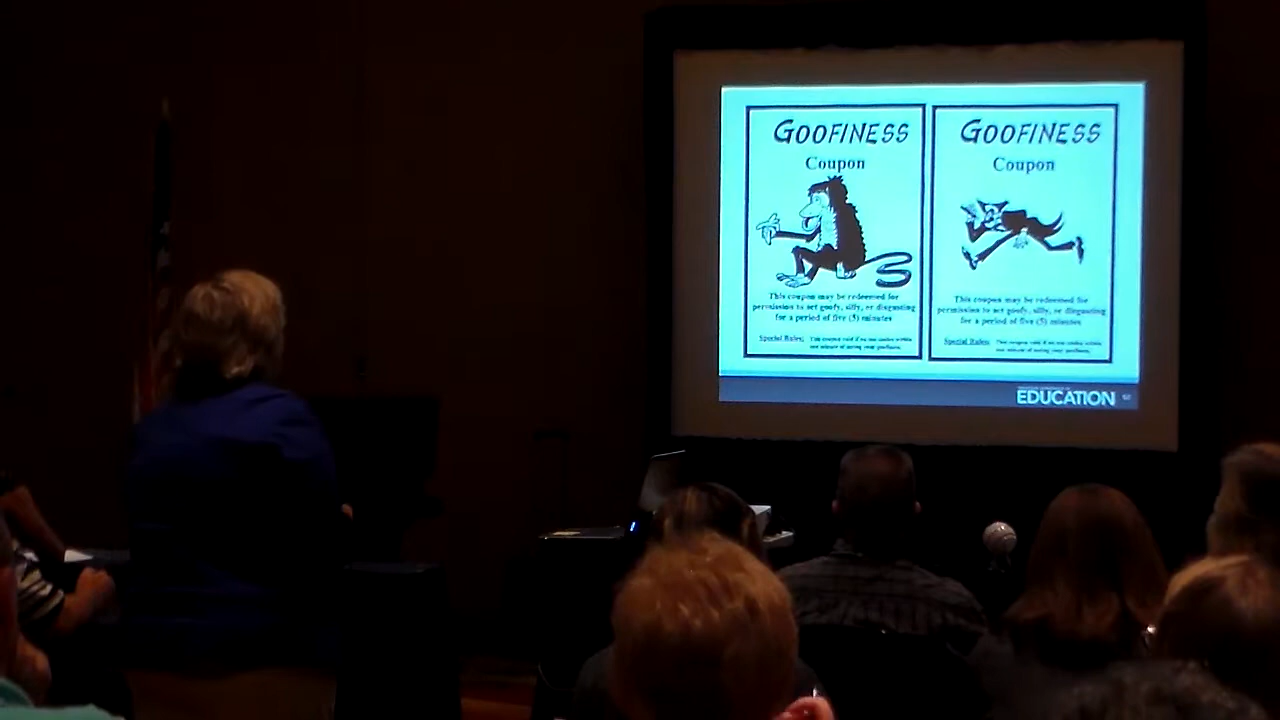 GOOFINESS
Coupon
This coupon may be redeemed for
permission to act goofy, silly, or disgusting
for a period of five (5) minutes
Special Rules:
GOOFINESS
Coupon
This coupon may be redeemed for
permission to act goofy, silly, or disgusting
for a period of five (5) minutes
Special Rules:
EDUCATION